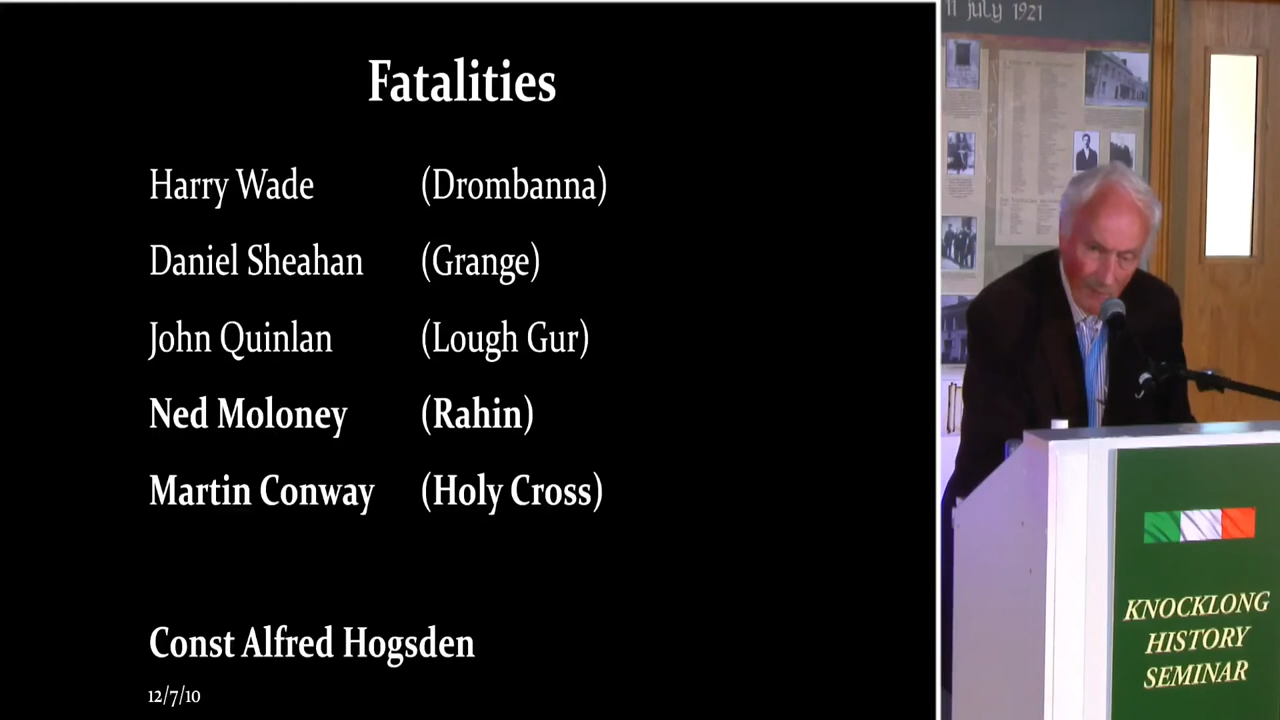 Fatalities
Harry Wade (Drombanna)
Daniel Sheahan (Grange)
John Quinlan (Lough Gur)
Ned Moloney (Rahin)
Martin Conway (Holy Cross)
Const Alfred Hogsden
12/7/10
11 July 1921
KNOCKLONG
HISTORY
SEMINAR